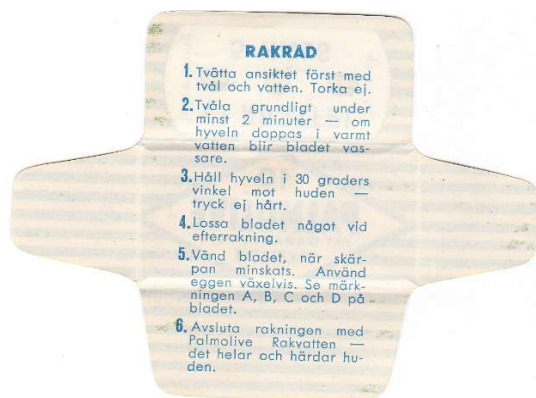 RAKRÅD
1. Tvätta ansiktet först med
tvål och vatten. Torka ej.
2. Tvåla grundligt under
minst 2 minuter — om
hyveln doppas i varmt
vatten blir bladet vas-
sare.
3. Håll hyveln i 30 graders
vinkel mot huden —
tryck ej hårt.
4. Lossa bladet något vid
efterrakning.
5. Vänd bladet, när skär-
pan minskats. Använd
eggen växelvis. Se märk-
ningen A, B, C och D på
bladet.
6. Avsluta rakningen med
Palmolive Rakvatten —
det helar och härdar hu-
den.